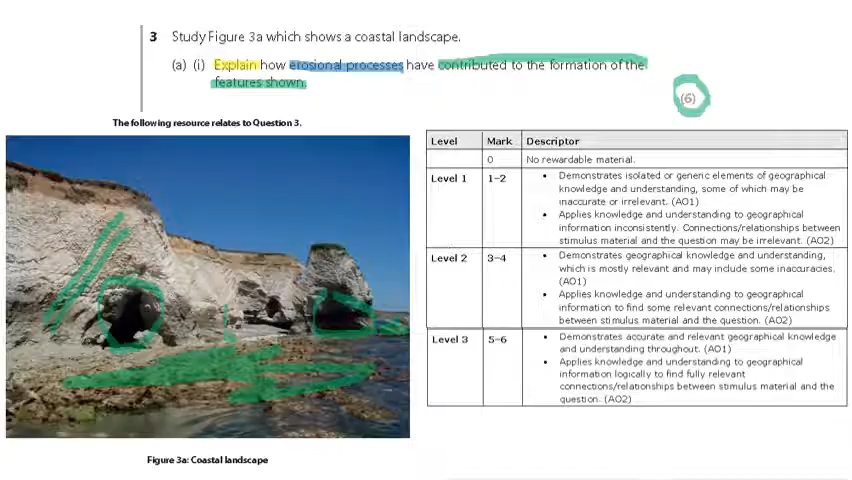 3 Study Figure 3a which shows a coastal landscape.
(a) (i) Explain how erosional processes have contributed to the formation of the
features shown.
(6)
The following resource relates to Question 3.
Figure 3a: Coastal landscape
Level Mark Descriptor
0 No rewardable material.
Level 1 1–2 • Demonstrates isolated or generic elements of geographical
knowledge and understanding, some of which may be
inaccurate or irrelevant. (AO1)
• Applies knowledge and understanding to geographical
information inconsistently. Connections/relationships between
stimulus material and the question may be irrelevant. (AO2)
Level 2 3–4 • Demonstrates geographical knowledge and understanding,
which is mostly relevant and may include some inaccuracies.
(AO1)
• Applies knowledge and understanding to geographical
information to find some relevant connections/relationships
between stimulus material and the question. (AO2)
Level 3 5–6 • Demonstrates accurate and relevant geographical knowledge
and understanding throughout. (AO1)
• Applies knowledge and understanding to geographical
information logically to find fully relevant
connections/relationships between stimulus material and the
question. (AO2)